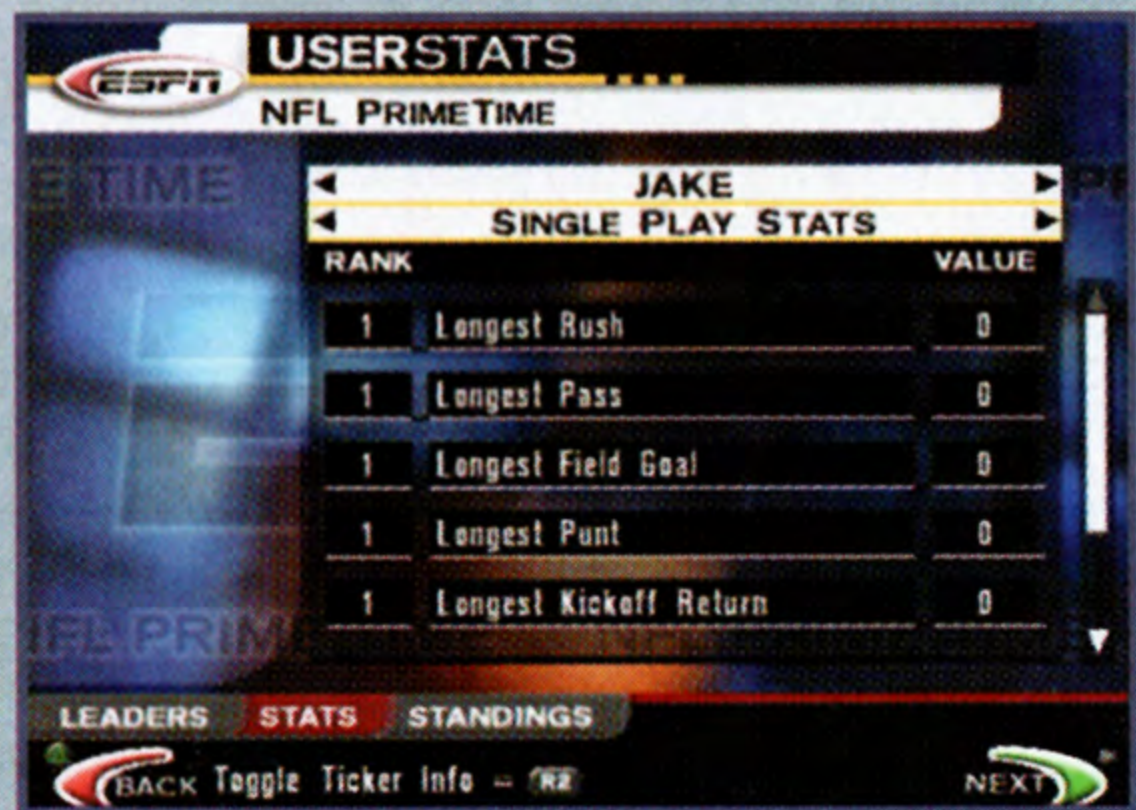 ESPN
USERSTATS
NFL PRIMETIME
E TIME
JAKE
SINGLE PLAY STATS
RANK VALUE
1 Longest Rush 0
1 Longest Pass 0
1 Longest Field Goal 0
1 Longest Punt 0
1 Longest Kickoff Return 0
NFL PRIM
LEADERS STATS STANDINGS
BACK Toggle Ticker Info - R2 NEXT